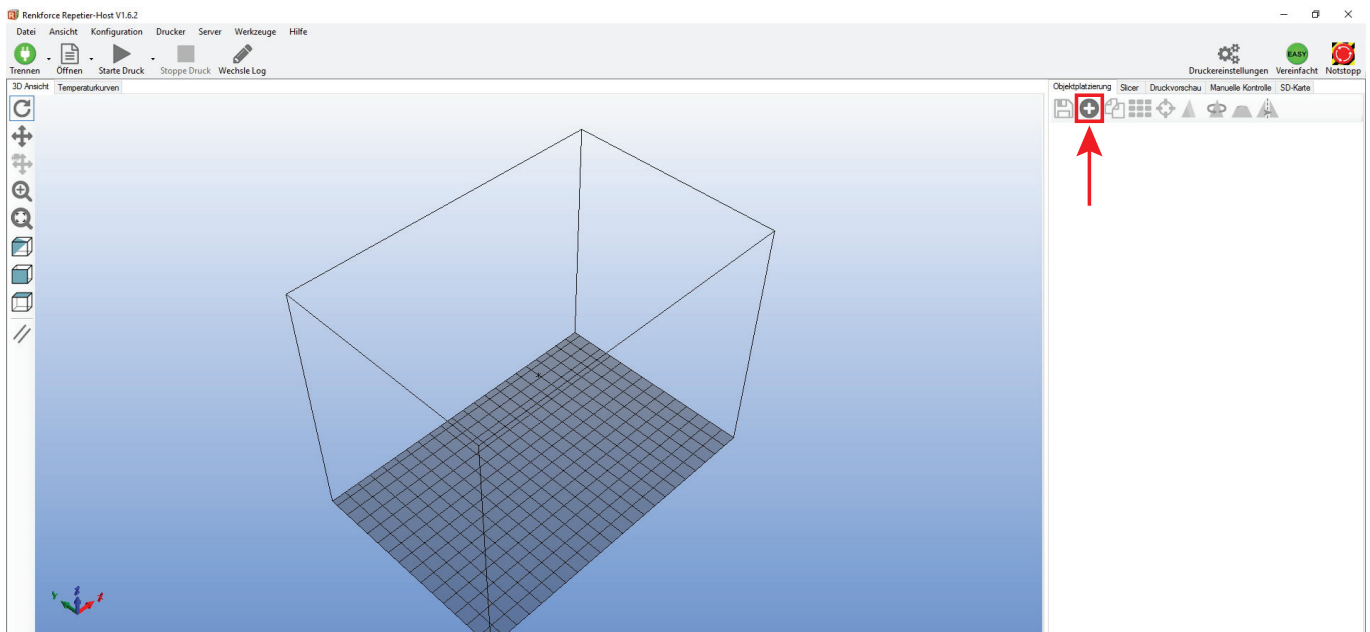 Renkforce Repetier-Host V1.6.2
Datei Ansicht Konfiguration Drucker Server Werkzeuge Hilfe
Trennen Öffnen Starte Druck Stoppe Druck Wechsle Log Druckereinstellungen Vereinfacht Notstopp
EASY
3D Ansicht Temperaturkurven Objektplatzierung Slicer Druckvorschau Manuelle Kontrolle SD-Karte